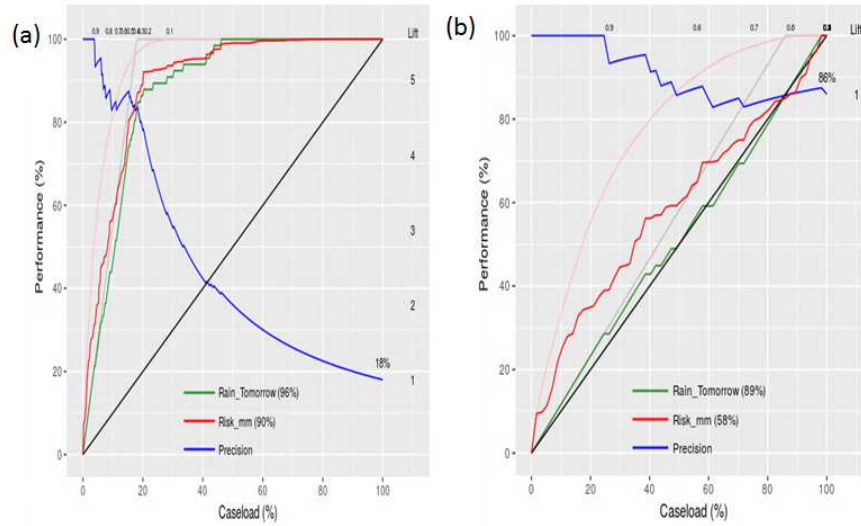 (a)
0.9 0.8 0.1
Lift
100
80
60
40
20
0
Performance (%)
5
4
3
2
1
18%
Rain_Tomorrow (96%)
Risk_mm (90%)
Precision
0 20 40 60 80 100
Caseload (%)
(b)
0.9 0.8 0.7
Lift
100
80
60
40
20
0
Performance (%)
86%
1
Rain_Tomorrow (89%)
Risk_mm (58%)
Precision
0 20 40 60 80 100
Caseload (%)